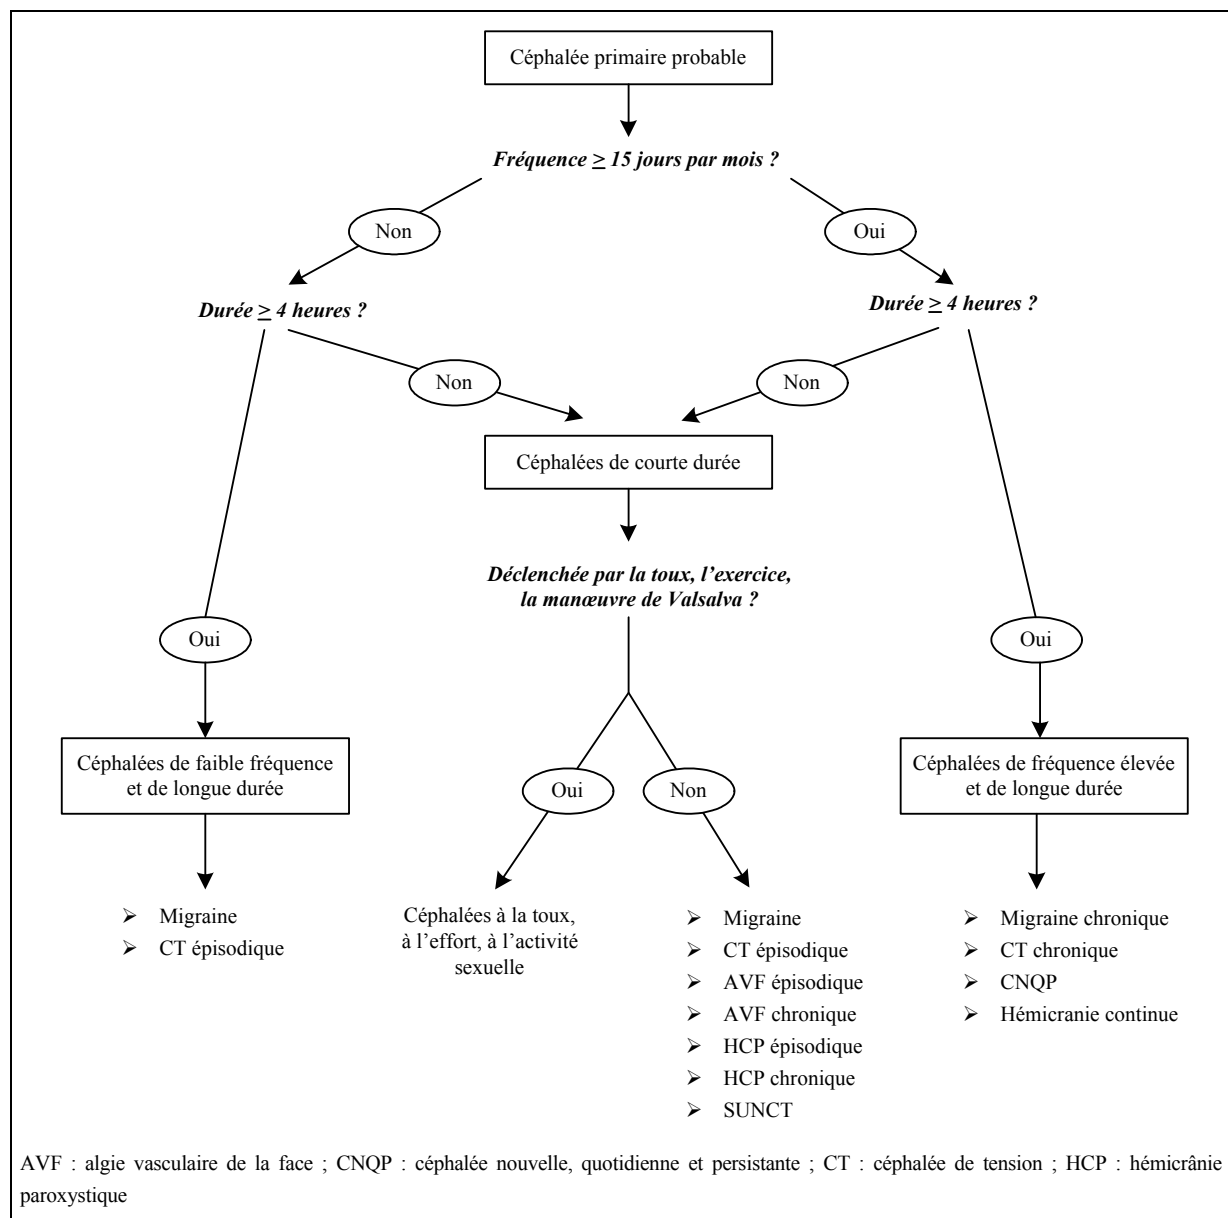 Céphalée primaire probable
Fréquence ≥ 15 jours par mois ?
Non
Oui
Durée ≥ 4 heures ?
Durée ≥ 4 heures ?
Non
Non
Céphalées de courte durée
Déclenchée par la toux, l’exercice,
la manœuvre de Valsalva ?
Oui
Oui
Céphalées de faible fréquence
et de longue durée
Oui
Non
Céphalées de fréquence élevée
et de longue durée
➢ Migraine
➢ CT épisodique
Céphalées à la toux,
à l’effort, à l’activité
sexuelle
➢ Migraine
➢ CT épisodique
➢ AVF épisodique
➢ AVF chronique
➢ HCP épisodique
➢ HCP chronique
➢ SUNCT
➢ Migraine chronique
➢ CT chronique
➢ CNQP
➢ Hémicranie continue
AVF : algie vasculaire de la face ; CNQP : céphalée nouvelle, quotidienne et persistante ; CT : céphalée de tension ; HCP : hémicrânie
paroxystique